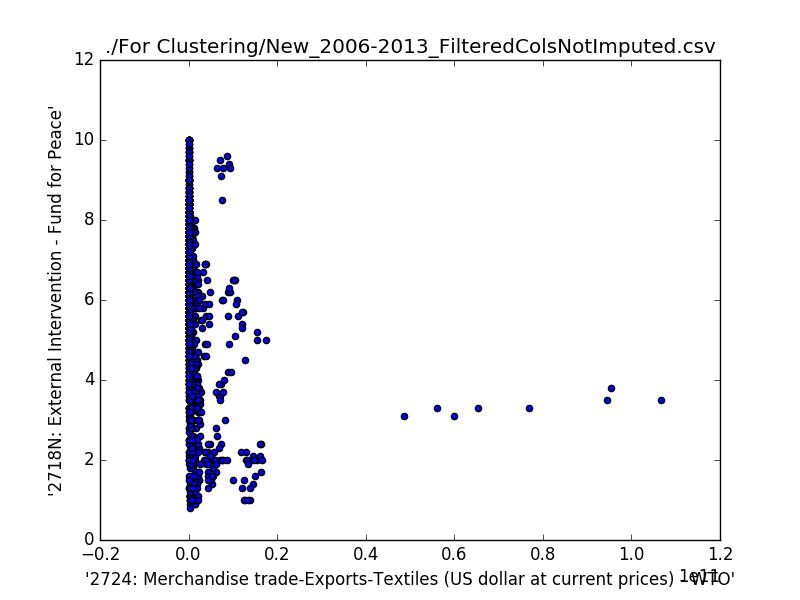 ./For Clustering/New_2006-2013_FilteredColsNotImputed.csv
12
10
8
6
4
2
0
'2718N: External Intervention - Fund for Peace'
−0.2 0.0 0.2 0.4 0.6 0.8 1.0 1.2
1e11
'2724: Merchandise trade-Exports-Textiles (US dollar at current prices) - WTO'